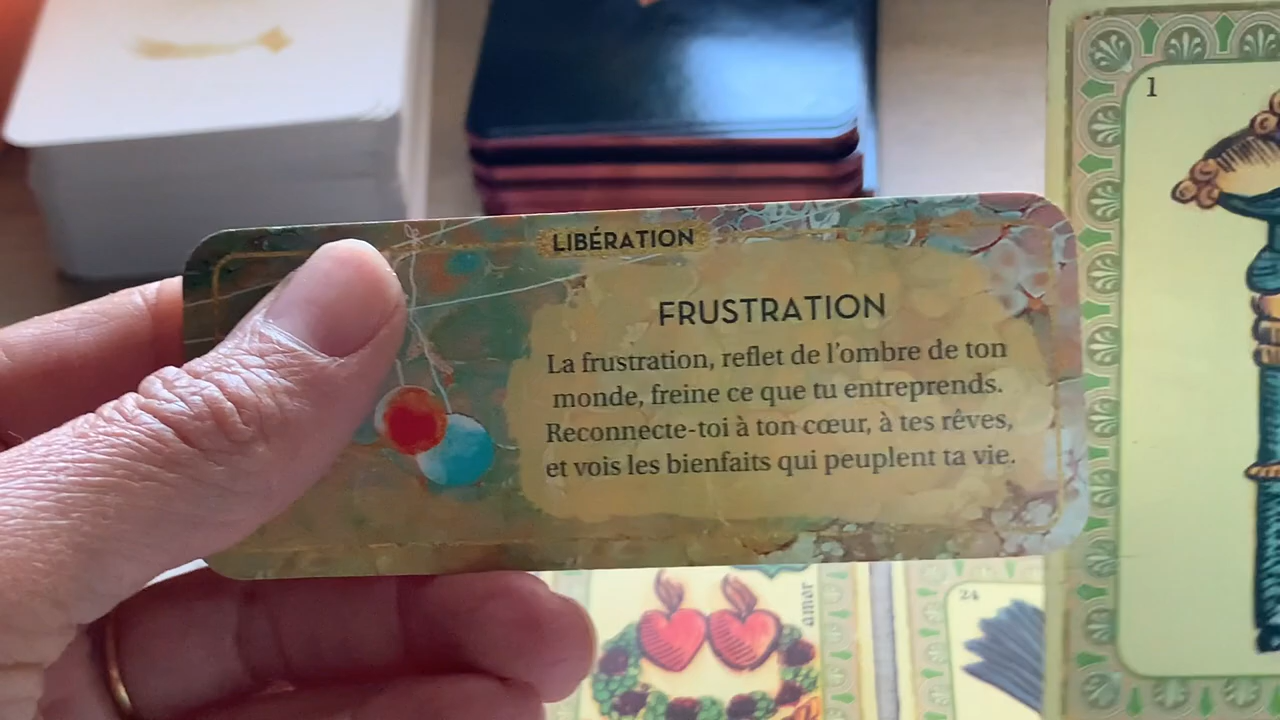 1
LIBÉRATION
FRUSTRATION
La frustration, reflet de l'ombre de ton
monde, freine ce que tu entreprends.
Reconnecte-toi à ton cœur, à tes rêves,
et vois les bienfaits qui peuplent ta vie.
amor
24